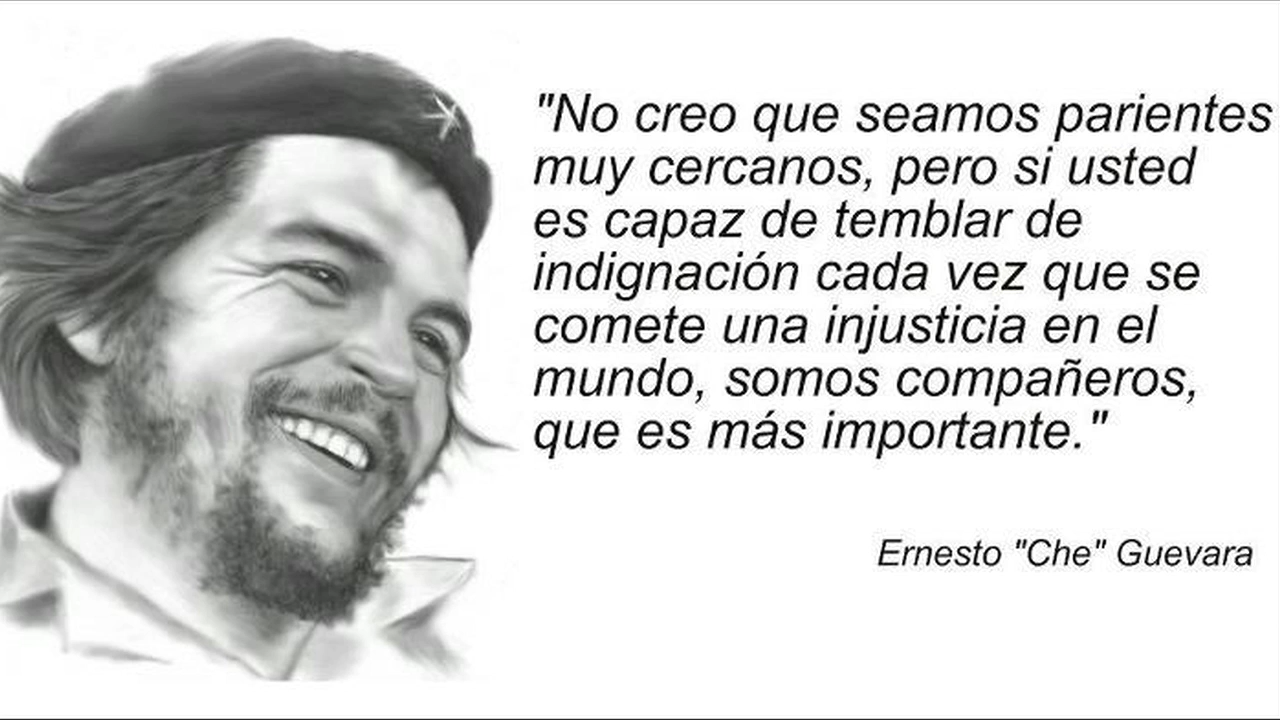 "No creo que seamos parientes
muy cercanos, pero si usted
es capaz de temblar de
indignación cada vez que se
comete una injusticia en el
mundo, somos compañeros,
que es más importante."
Ernesto "Che" Guevara